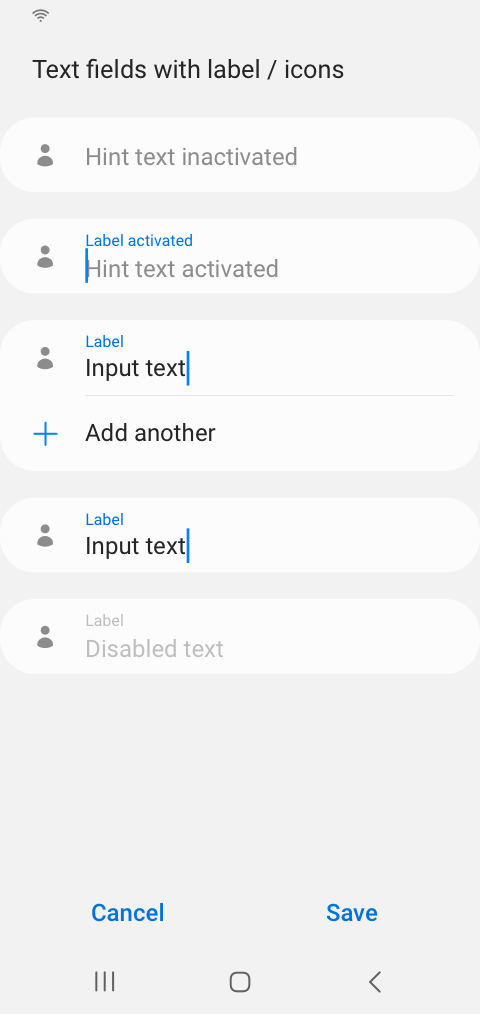 Text fields with label / icons
Hint text inactivated
Label activated
Hint text activated
Label
Input text
Add another
Label
Input text
Label
Disabled text
Cancel
Save